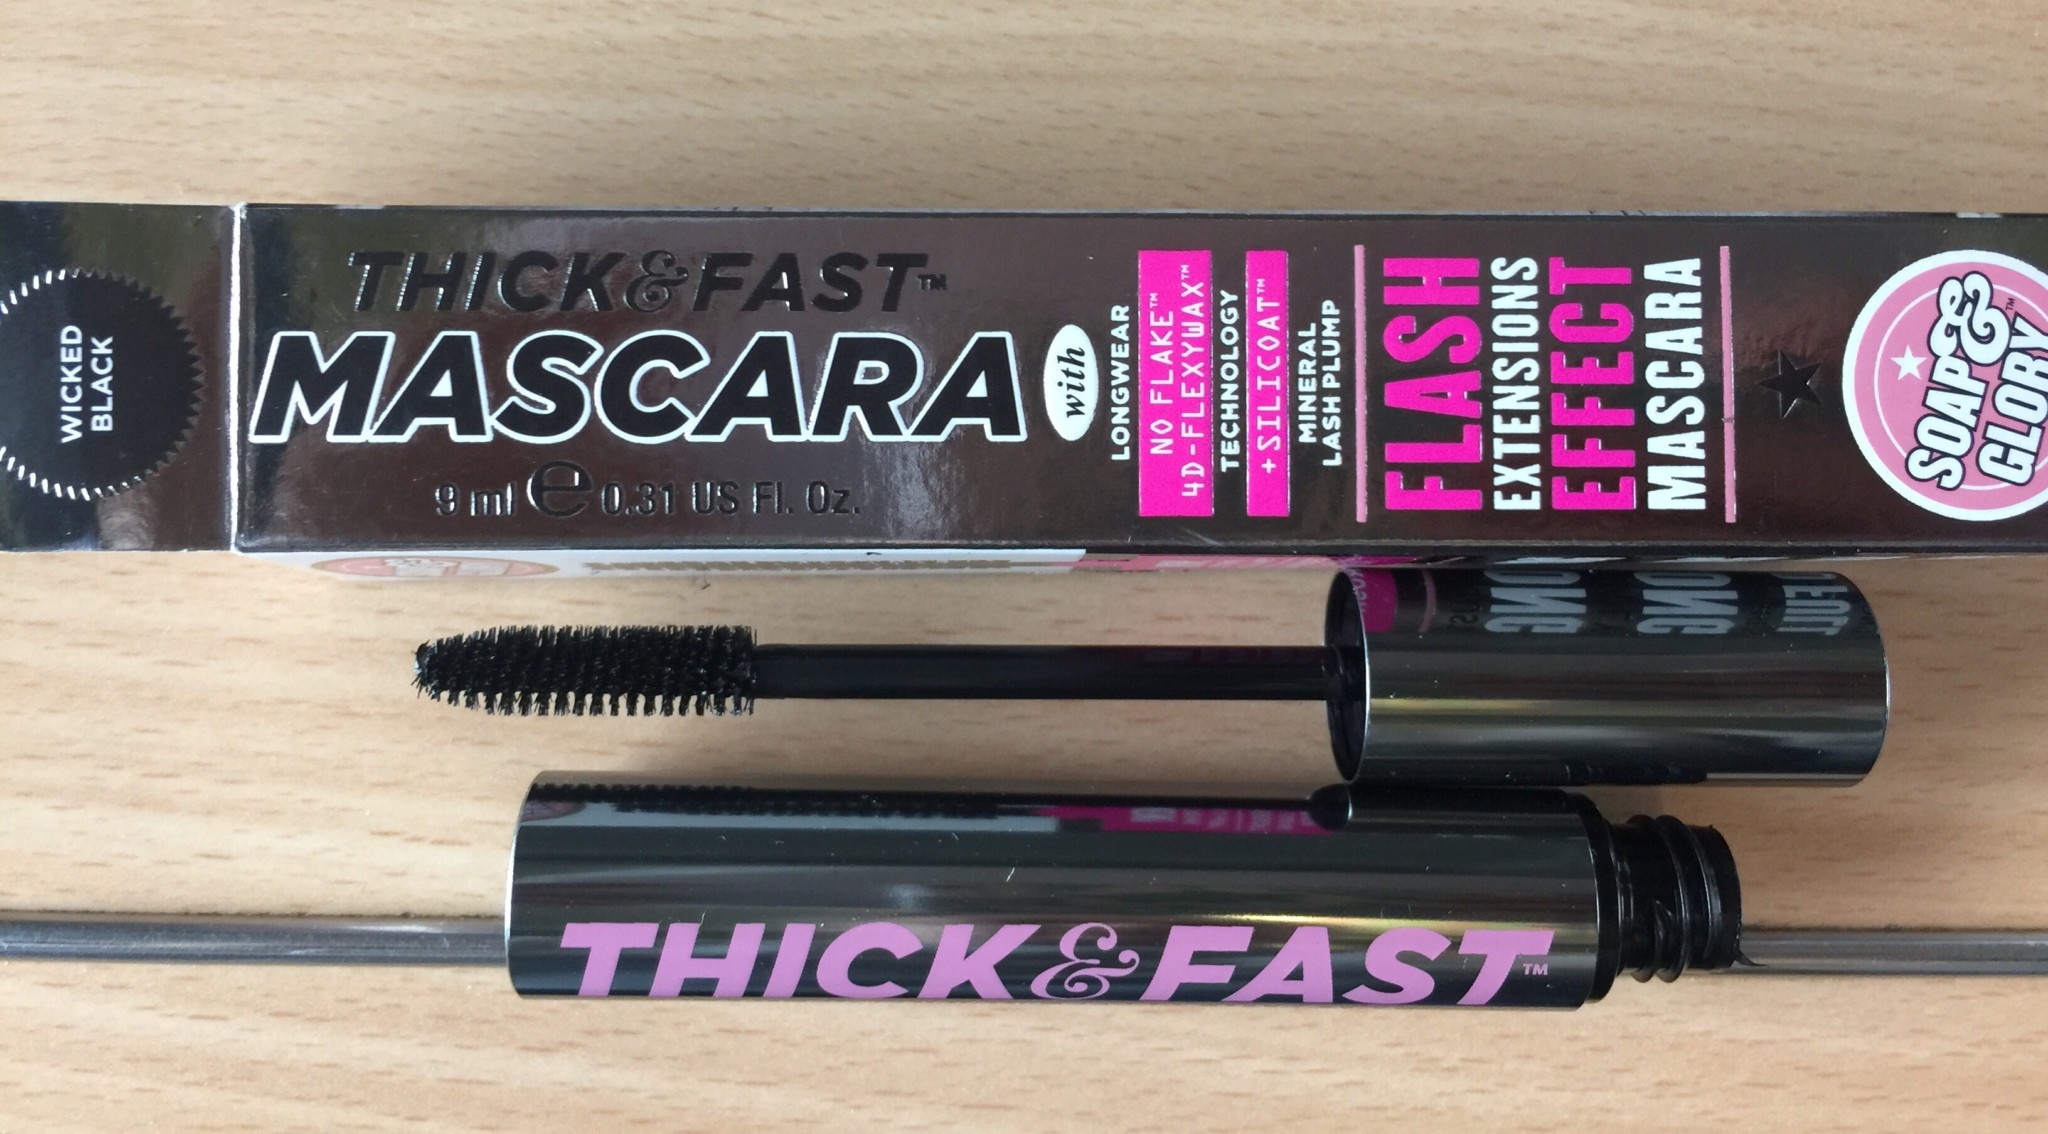 WICKED
BLACK
THICK & FAST™
MASCARA
9 ml e 0.31 US Fl. Oz.
with
LONGWEAR
NO FLAKE™
4D-FLEXYWAX™
TECHNOLOGY
+SILICOAT™
MINERAL
LASH PLUMP
FLASH
EXTENSIONS
EFFECT
MASCARA
SOAP &
GLORY™
THICK & FAST™